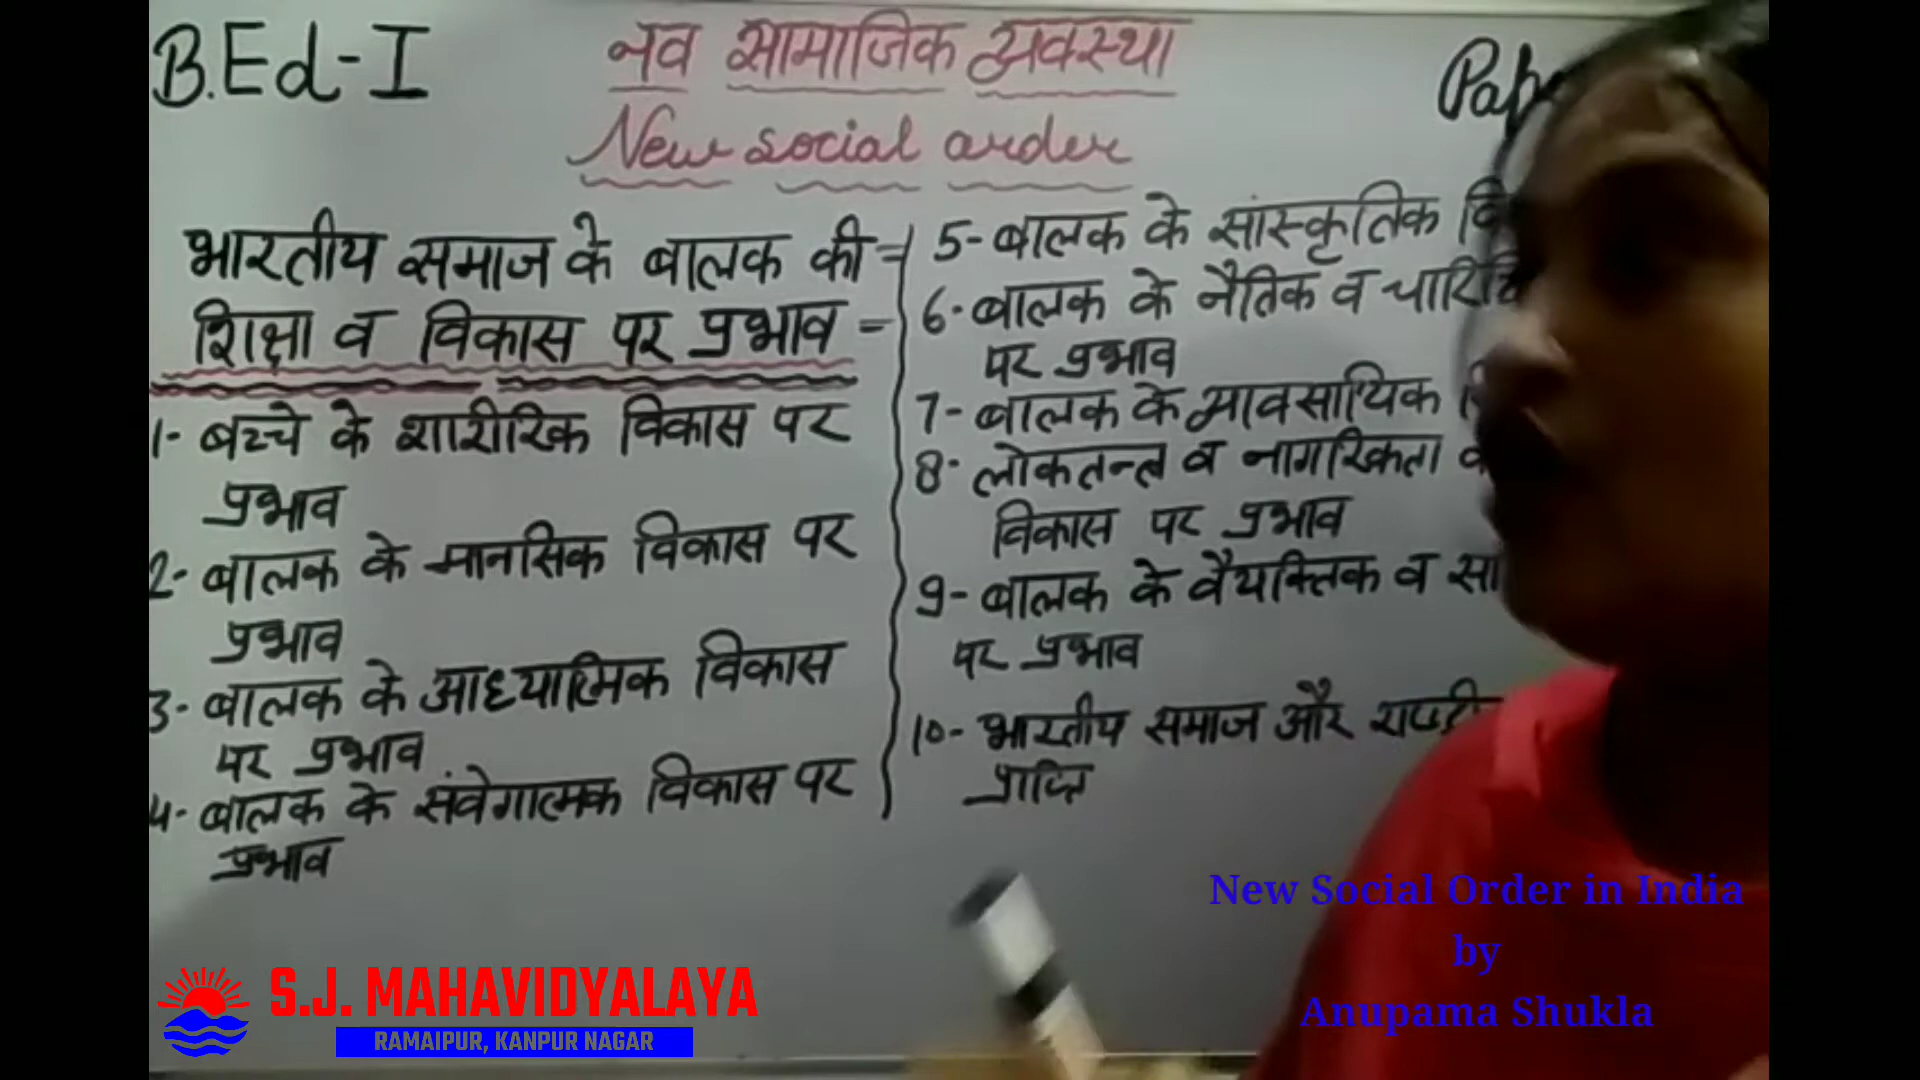 B.Ed-I
नव सामाजिक व्यवस्था
New social order
भारतीय समाज के बालक की =
शिक्षा व विकास पर प्रभाव =
1- बच्चे के शारीरिक विकास पर
प्रभाव
2- बालक के मानसिक विकास पर
प्रभाव
3- बालक के आध्यात्मिक विकास
पर प्रभाव
4- बालक के संवेगात्मक विकास पर
प्रभाव
5- बालक के सांस्कृतिक
6- बालक के नैतिक व
पर प्रभाव
7- बालक के व्यावसायिक
8- लोकतन्त्र व नागरिकता
विकास पर प्रभाव
9- बालक के वैयक्तिक व
पर प्रभाव
10- भारतीय समाज और
प्राप्ति
New Social Order in India
by
Anupama Shukla
S.J. MAHAVIDYALAYA
RAMAIPUR, KANPUR NAGAR